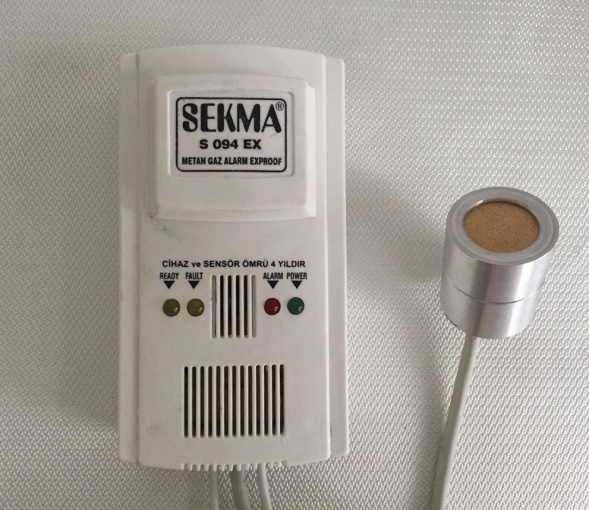 SEKMA®
S 094 EX
METAN GAZ ALARM EXPROOF
CİHAZ ve SENSÖR ÖMRÜ 4 YILDIR
READY FAULT ALARM POWER